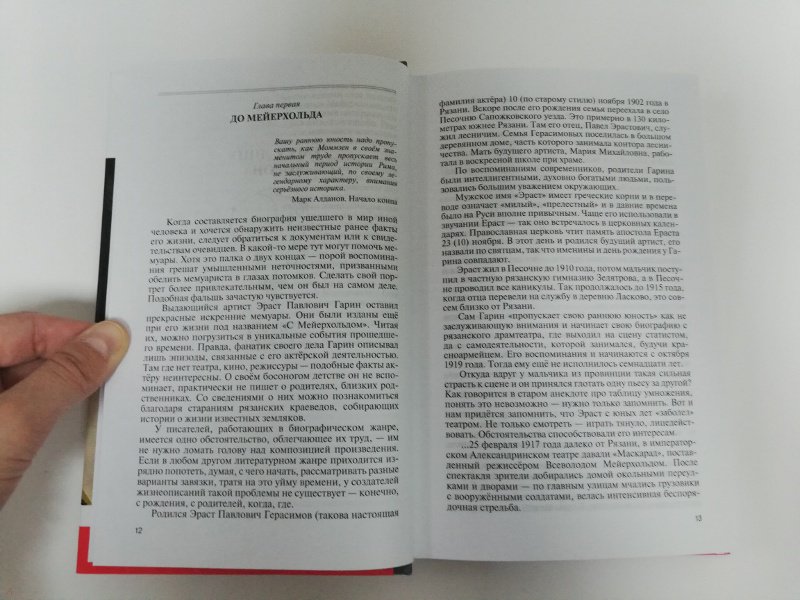 Глава первая
ДО МЕЙЕРХОЛЬДА
Вашу раннюю юность надо пропу-
скать, как Моммзен в своём зна-
менитом труде пропускает весь
начальный период истории Рима,
не заслуживающий, по своему ле-
гендарному характеру, внимания
серьёзного историка.
Марк Алданов. Начало конца
Когда составляется биография ушедшего в мир иной
человека и хочется обнаружить неизвестные ранее факты
его жизни, следует обратиться к документам или к свиде-
тельствам очевидцев. В какой-то мере тут могут помочь ме-
муары. Хотя это палка о двух концах — порой воспомина-
ния грешат умышленными неточностями, призванными
обелить мемуариста в глазах потомков. Сделать свой пор-
трет более привлекательным, чем он был на самом деле.
Подобная фальшь зачастую чувствуется.
Выдающийся артист Эраст Павлович Гарин оставил
прекрасные искренние мемуары. Они были изданы ещё
при его жизни под названием «С Мейерхольдом». Читая
их, можно погрузиться в уникальные события прошедше-
го времени. Правда, фанатик своего дела Гарин описывал
лишь эпизоды, связанные с его актёрской деятельностью.
Там где нет театра, кино, режиссуры — подобные факты ак-
тёру неинтересны. О своём босоногом детстве он не вспо-
минает, практически не пишет о родителях, близких род-
ственниках. Со сведениями о них можно познакомиться
благодаря стараниям рязанских краеведов, собирающих
истории о жизни известных земляков.
У писателей, работающих в биографическом жанре,
имеется одно обстоятельство, облегчающее их труд, — им
не нужно ломать голову над композицией произведения.
Если в любом другом литературном жанре приходится из-
рядно попотеть, думая, с чего начать, рассматривать разные
варианты завязки, тратя на это уйму времени, у создателей
жизнеописаний такой проблемы не существует — конечно,
с рождения, с родителей, когда, где.
Родился Эраст Павлович Герасимов (такова настоящая
12
фамилия актёра) 10 (по старому стилю) ноября 1902 года в
Рязани. Вскоре после его рождения семья переехала в село
Песочню Сапожковского уезда. Это примерно в 130 кило-
метрах южнее Рязани. Там его отец, Павел Эрастович, слу-
жил лесничим. Семья Герасимовых поселилась в большом
деревянном доме, часть которого занимала контора лесни-
чества. Мать будущего артиста, Мария Михайловна, рабо-
тала в воскресной школе при храме.
По воспоминаниям современников, родители Гарина
были интеллигентными, духовно богатыми людьми, поль-
зовались большим уважением окружающих.
Мужское имя «Эраст» имеет греческие корни и в пере-
воде означает «милый», «прелестный» и в давние времена
было на Руси вполне привычным. Чаще его использовали в
звучании Ераст — так оно встречалось в церковных кален-
дарях. Православная церковь чтит память апостола Ераста
23 (10) ноября. В этот день и родился будущий артист, его
назвали по святцам, так что именины и день рождения у Га-
рина совпадают.
Эраст жил в Песочне до 1910 года, потом мальчик посту-
пил в частную рязанскую гимназию Зелятрова, а в Песоч-
не проводил все каникулы. Так продолжалось до 1915 года,
когда отца перевели на службу в деревню Ласково, это со-
всем близко от Рязани.
Сам Гарин «пропускает свою раннюю юность» как не
заслуживающую внимания и начинает свою биографию с
рязанского драмтеатра, где выходил на сцену статистом,
да с самодеятельности, которой занимался, будучи крас-
ноармейцем. Его воспоминания и начинаются с октября
1919 года. Тогда ему ещё не исполнилось семнадцати лет.
Откуда вдруг у мальчика из провинции такая сильная
страсть к сцене и он принялся глотать одну пьесу за другой?
Как говорится в старом анекдоте про таблицу умножения,
понять это невозможно — нужно только запомнить. Вот и
нам придётся запомнить, что Эраст с юных лет «заболел»
театром. Не только смотреть — играть тянуло, лицедей-
ствовать. Обстоятельства способствовали его интересам.
...25 февраля 1917 года далеко от Рязани, в император-
ском Александринском театре давали «Маскарад», постав-
ленный режиссёром Всеволодом Мейерхольдом. После
спектакля зрители добирались домой окольными переул-
ками и дворами — по главным улицам мчались грузовики
с вооружёнными солдатами, велась интенсивная беспоря-
дочная стрельба.
13